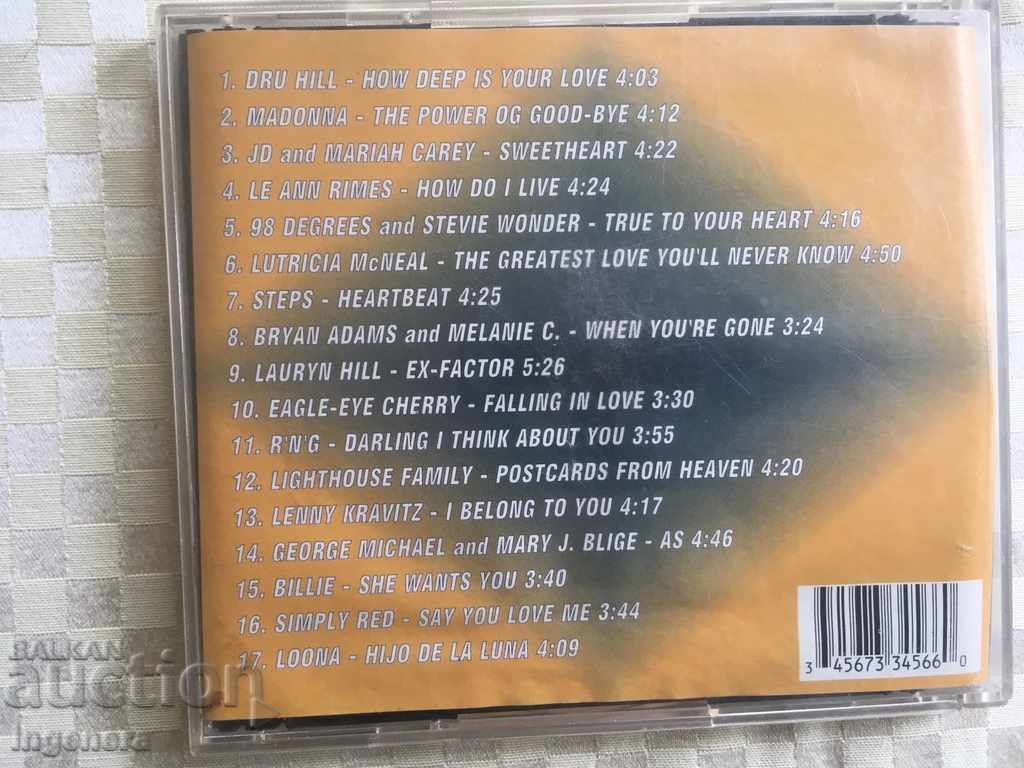 1. DRU HILL - HOW DEEP IS YOUR LOVE 4:03
2. MADONNA - THE POWER OG GOOD-BYE 4:12
3. JD and MARIAH CAREY - SWEETHEART 4:22
4. LE ANN RIMES - HOW DO I LIVE 4:24
5. 98 DEGREES and STEVIE WONDER - TRUE TO YOUR HEART 4:16
6. LUTRICIA McNEAL - THE GREATEST LOVE YOU'LL NEVER KNOW 4:50
7. STEPS - HEARTBEAT 4:25
8. BRYAN ADAMS and MELANIE C. - WHEN YOU'RE GONE 3:24
9. LAURYN HILL - EX-FACTOR 5:26
10. EAGLE-EYE CHERRY - FALLING IN LOVE 3:30
11. R'N'G - DARLING I THINK ABOUT YOU 3:55
12. LIGHTHOUSE FAMILY - POSTCARDS FROM HEAVEN 4:20
13. LENNY KRAVITZ - I BELONG TO YOU 4:17
14. GEORGE MICHAEL and MARY J. BLIGE - AS 4:46
15. BILLIE - SHE WANTS YOU 3:40
16. SIMPLY RED - SAY YOU LOVE ME 3:44
17. LOONA - HIJO DE LA LUNA 4:09
3 45673 34566 0
BALKAN
auction
Ingenera